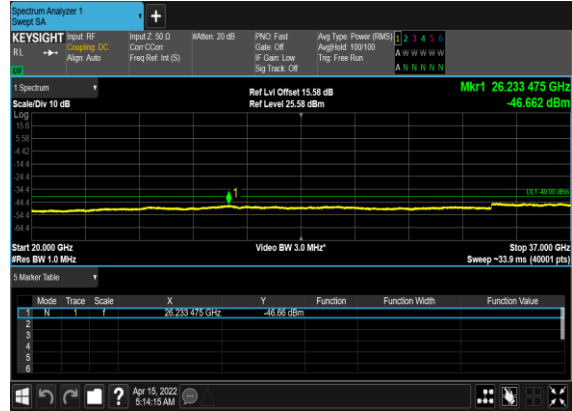 Spectrum Analyzer 1
Swept SA
+
KEYSIGHT Input: RF Input Z: 50 Ω #Atten: 20 dB PNO: Fast Avg Type: Power (RMS) 1 2 3 4 5 6
RL Coupling: DC Corr CCorr Gate: Off Avg|Hold: 100/100 A W W W W W
Align: Auto Freq Ref: Int (S) IF Gain: Low Trig: Free Run
Sig Track: Off A N N N N N
LW
1 Spectrum Ref Lvl Offset 15.58 dB Mkr1 26.233 475 GHz
Scale/Div 10 dB Ref Level 25.58 dBm -46.662 dBm
Log
15.6
5.58
-4.42
-14.4
-24.4
-34.4 1 DL1 -40.00 dBm
-44.4
-54.4
-64.4
Start 20.000 GHz Video BW 3.0 MHz* Stop 37.000 GHz
#Res BW 1.0 MHz Sweep ~33.9 ms (40001 pts)
5 Marker Table
Mode Trace Scale X Y Function Function Width Function Value
1 N 1 f 26.233 475 GHz -46.66 dBm
2
3
4
5
6
? Apr 15, 2022
5:14:15 AM